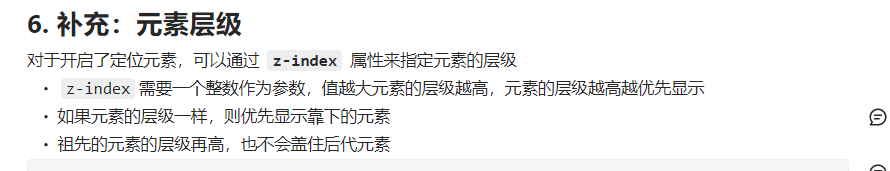 6. 补充：元素层级
对于开启了定位元素，可以通过 z-index 属性来指定元素的层级
• z-index 需要一个整数作为参数，值越大元素的层级越高，元素的层级越高越优先显示
• 如果元素的层级一样，则优先显示靠下的元素
• 祖先的元素的层级再高，也不会盖住后代元素